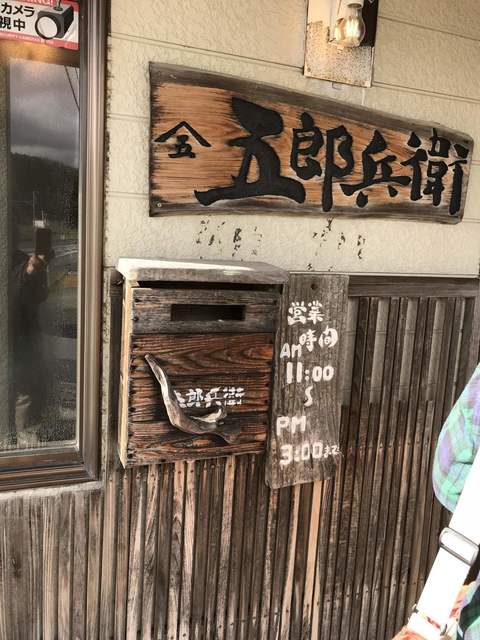 カメラ
視中
五
五郎兵衛
郎兵衛
営業
時間
AM
11:00
〜
PM
3:00まで